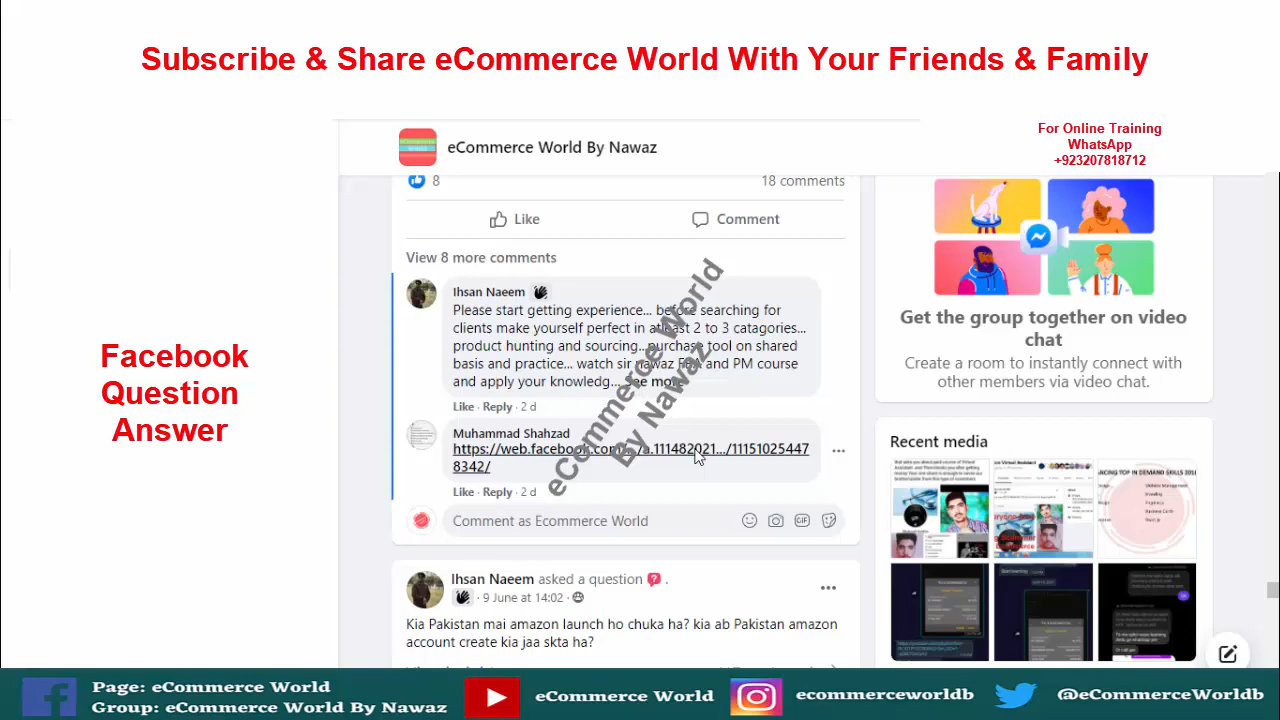 Subscribe & Share eCommerce World With Your Friends & Family
For Online Training
WhatsApp
+923207818712
eCommerce World By Nawaz
8
18 comments
Like
Comment
View 8 more comments
Ihsan Naeem
Please start getting experience... before searching for
clients make yourself perfect in atleast 2 to 3 catagories...
product hunting and sourcing...purchase tool on shared
basis and practice... watch sir nawaz FBA and PM course
and apply your knowledg... See more
Like · Reply · 2 d
Muhammad Shahzad
https://web.facebook.com/.../a.111482021.../11151025447
8342/
Like · Reply · 2 d
Comment as Ecommerce World
GIF
eCommerce World
By Nawaz
Facebook
Question
Answer
Ihsan Naeem asked a question
9 June at 14:02
Kia Pakistan mai amazon launch ho chuka ha? kia ab Pakistan amazon
create kia jaa skta ha?
Get the group together on video
chat
Create a room to instantly connect with
other members via video chat.
Recent media
Page: eCommerce World
Group: eCommerce World By Nawaz
eCommerce World
ecommerceworldb
@eCommerceWorldb